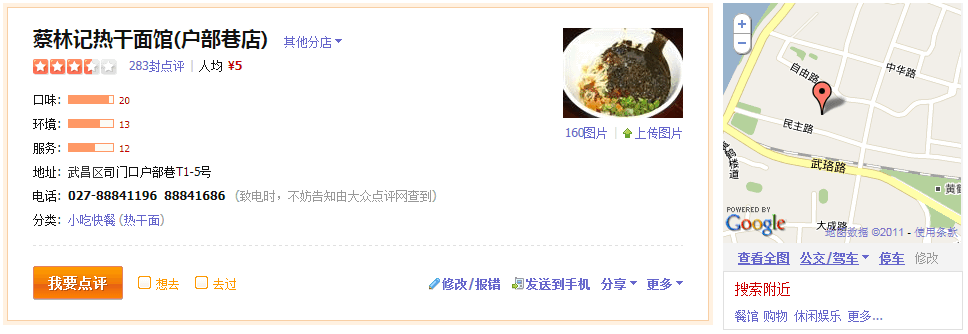 蔡林记热干面馆(户部巷店) 其他分店
283封点评 | 人均 ¥5
口味: 20
环境: 13
服务: 12
地址: 武昌区司门口户部巷T1-5号
电话: 027-88841196 88841686 (致电时，不妨告知由大众点评网查到)
分类: 小吃快餐 (热干面)
160图片 | 上传图片
我要点评 想去 去过 修改/报错 发送到手机 分享 更多
+
−
自由路
中华路
民主路
武珞路
黄鹤
大成路
POWERED BY
Google
地图数据 ©2011 - 使用条款
查看全图 公交/驾车 停车 修改
搜索附近
餐馆 购物 休闲娱乐 更多...